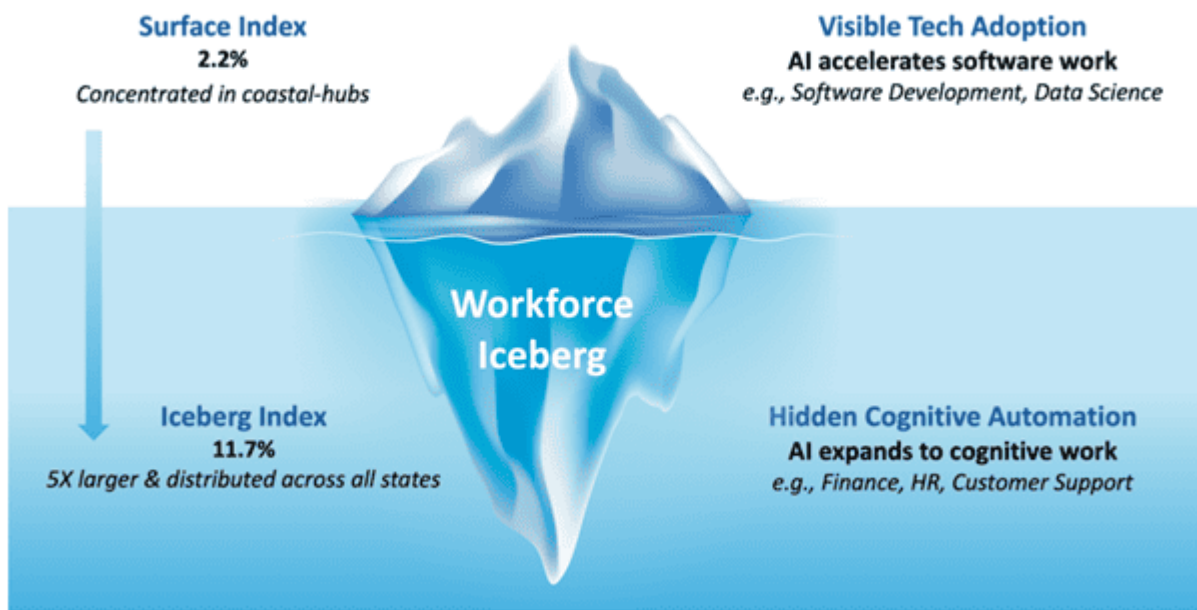 Surface Index
2.2%
Concentrated in coastal-hubs
Visible Tech Adoption
AI accelerates software work
e.g., Software Development, Data Science
Workforce
Iceberg
Iceberg Index
11.7%
5X larger & distributed across all states
Hidden Cognitive Automation
AI expands to cognitive work
e.g., Finance, HR, Customer Support